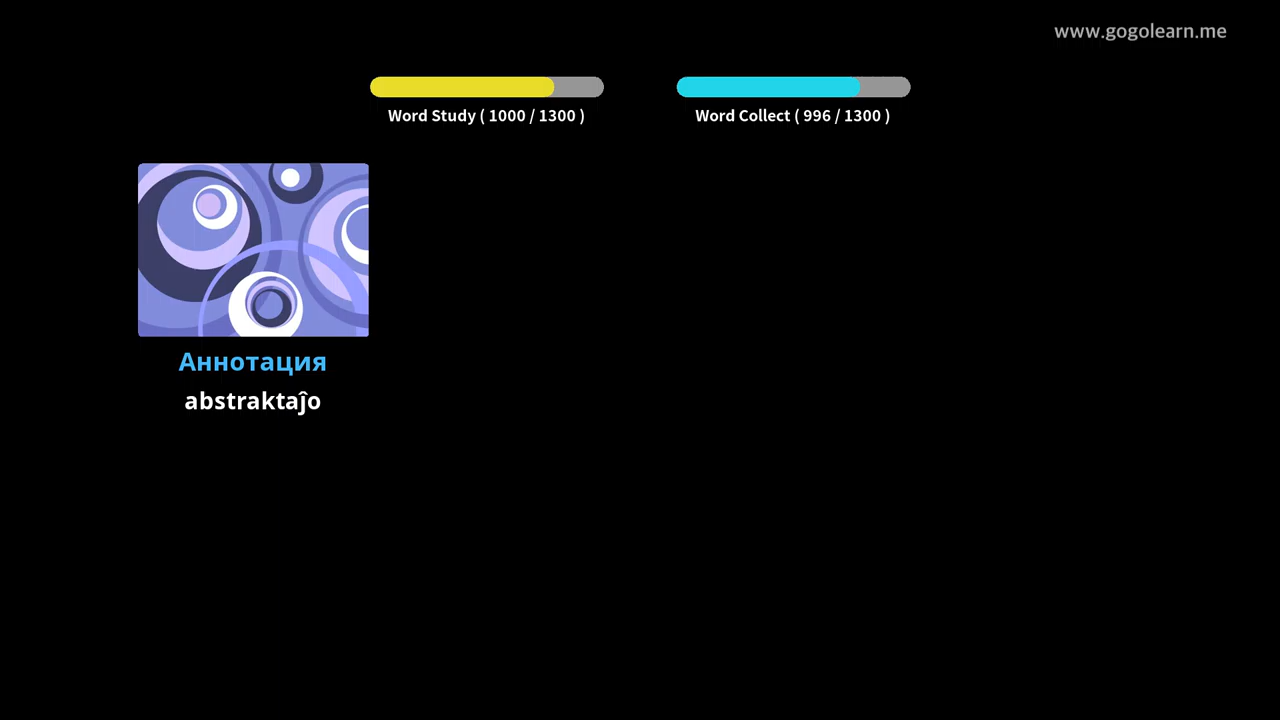 www.gogolearn.me
Word Study ( 1000 / 1300 )
Word Collect ( 996 / 1300 )
Аннотация
abstraktaĵo